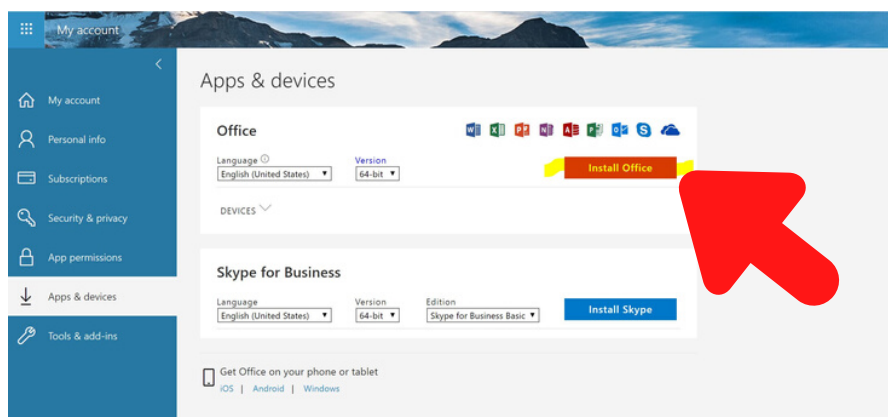 My account
My account
Personal info
Subscriptions
Security & privacy
App permissions
Apps & devices
Tools & add-ins
Apps & devices
Office
Language Version
English (United States) 64-bit Install Office
DEVICES
Skype for Business
Language Version Edition
English (United States) 64-bit Skype for Business Basic Install Skype
Get Office on your phone or tablet
iOS | Android | Windows